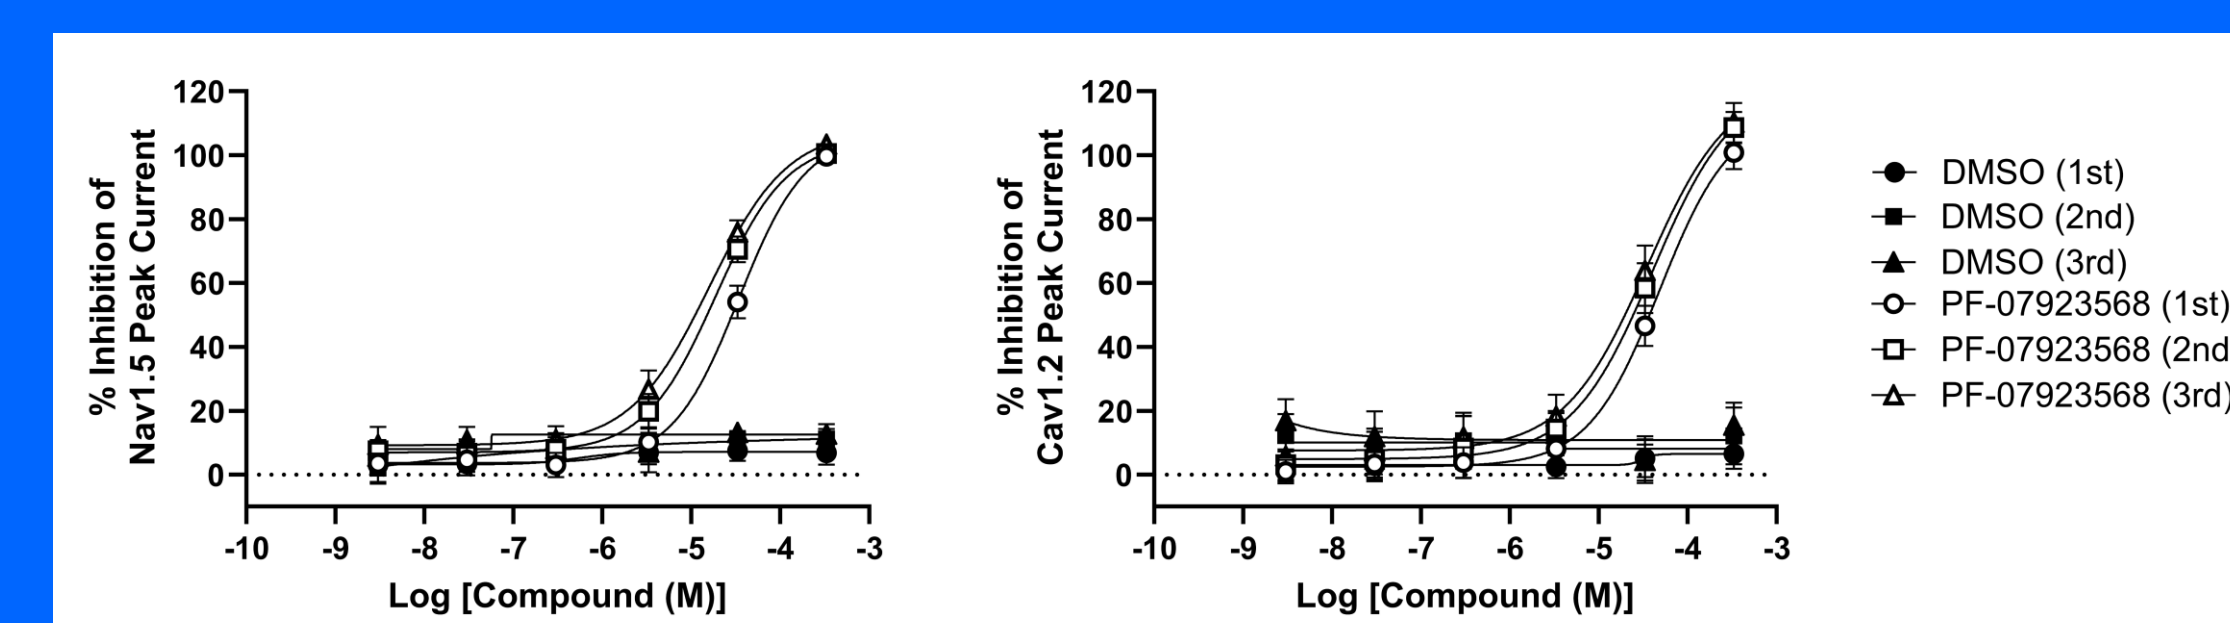 % Inhibition of
Nav1.5 Peak Current
120
100
80
60
40
20
0
-10 -9 -8 -7 -6 -5 -4 -3
Log [Compound (M)]
% Inhibition of
Cav1.2 Peak Current
120
100
80
60
40
20
0
-10 -9 -8 -7 -6 -5 -4 -3
Log [Compound (M)]
DMSO (1st)
DMSO (2nd)
DMSO (3rd)
PF-07923568 (1st)
PF-07923568 (2nd
PF-07923568 (3rd)